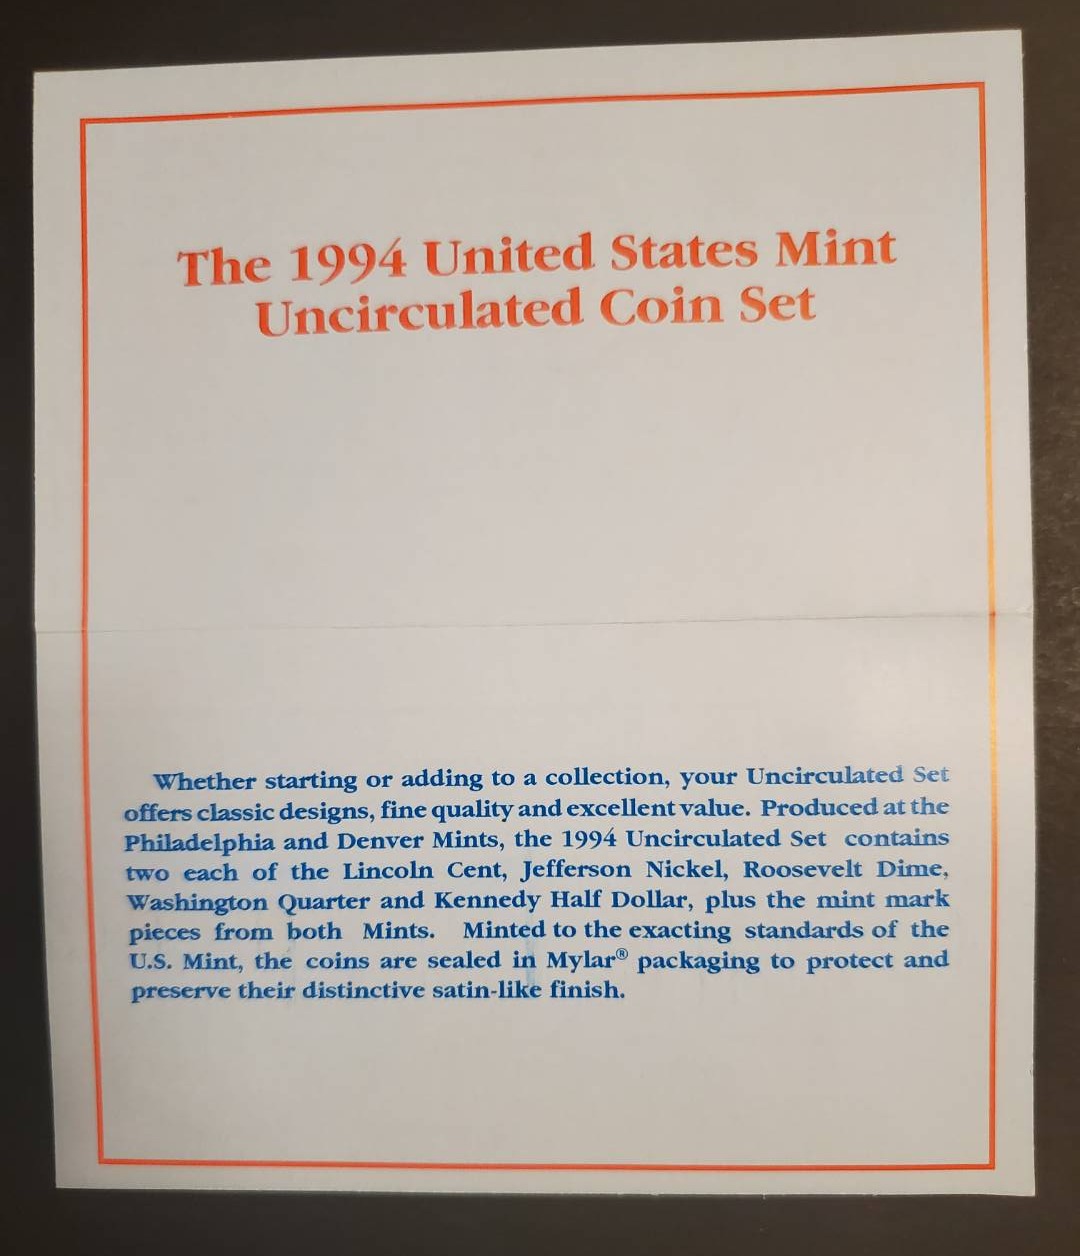 The 1994 United States Mint
Uncirculated Coin Set
Whether starting or adding to a collection, your Uncirculated Set
offers classic designs, fine quality and excellent value. Produced at the
Philadelphia and Denver Mints, the 1994 Uncirculated Set contains
two each of the Lincoln Cent, Jefferson Nickel, Roosevelt Dime,
Washington Quarter and Kennedy Half Dollar, plus the mint mark
pieces from both Mints. Minted to the exacting standards of the
U.S. Mint, the coins are sealed in Mylar® packaging to protect and
preserve their distinctive satin-like finish.